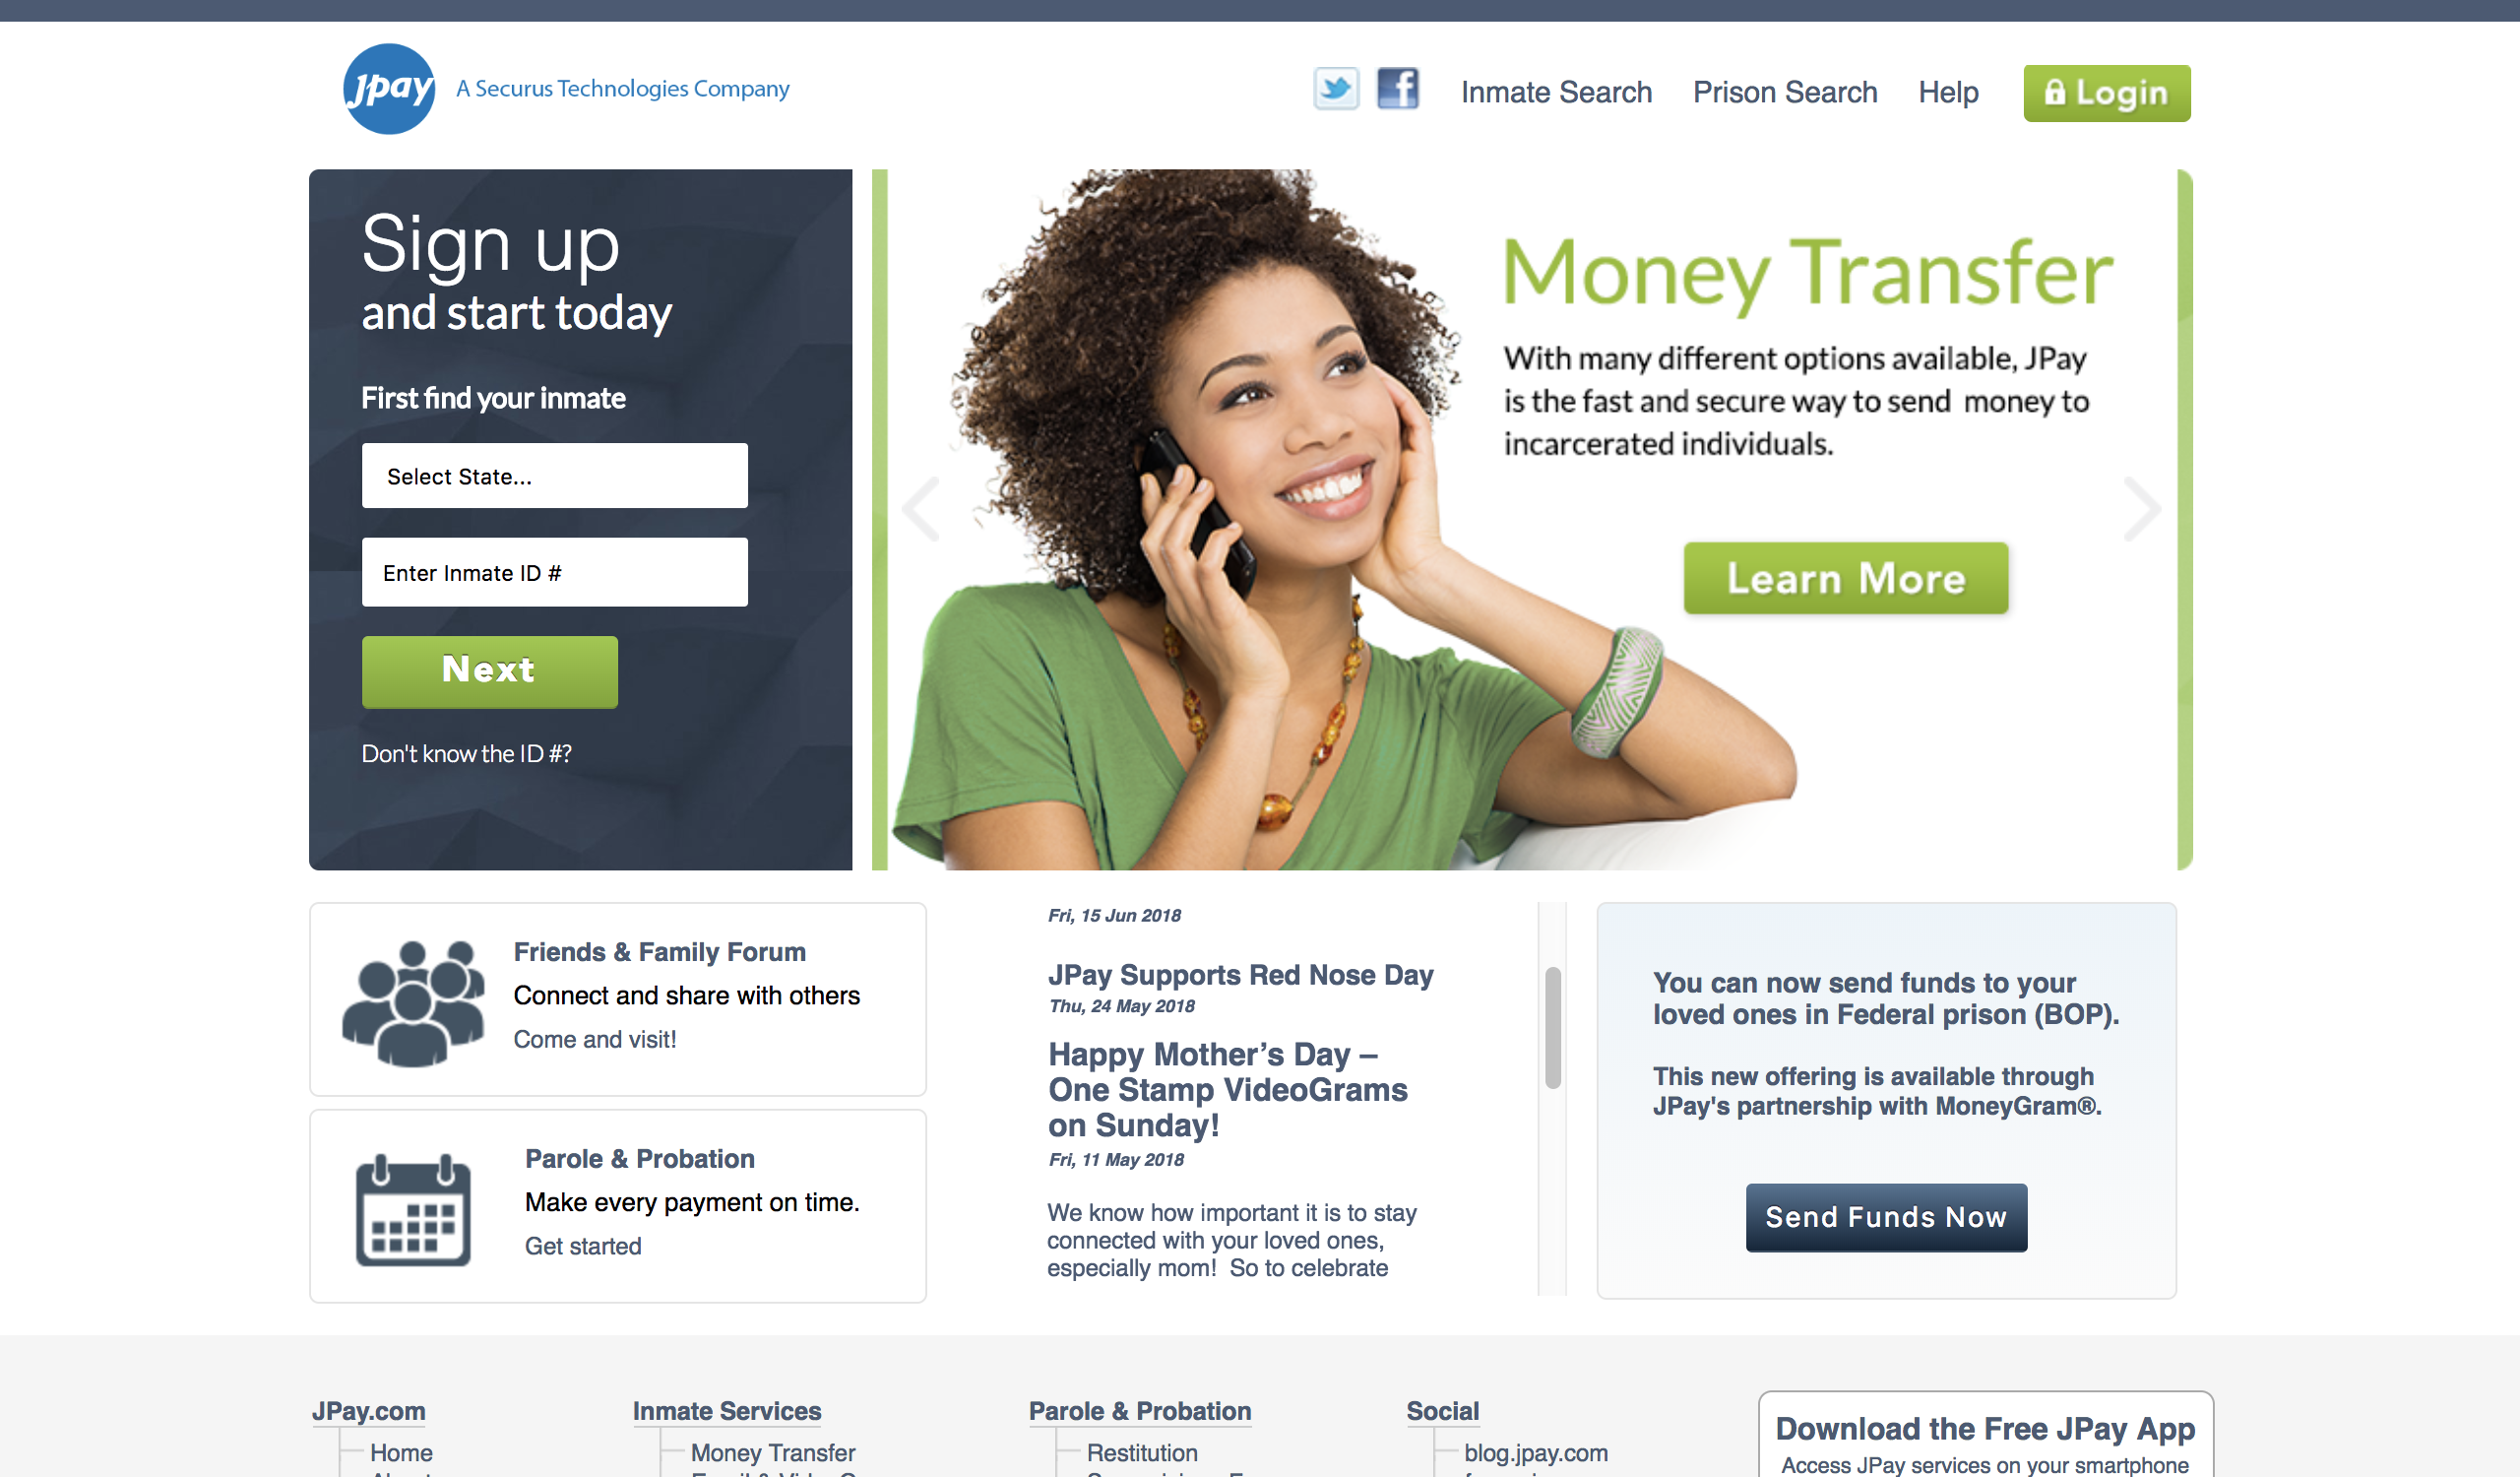 jpay A Securus Technologies Company
Inmate Search Prison Search Help Login
Sign up
and start today
First find your inmate
Select State...
Enter Inmate ID #
Next
Don't know the ID #?
Money Transfer
With many different options available, JPay
is the fast and secure way to send money to
incarcerated individuals.
Learn More
Friends & Family Forum
Connect and share with others
Come and visit!
Parole & Probation
Make every payment on time.
Get started
Fri, 15 Jun 2018
JPay Supports Red Nose Day
Thu, 24 May 2018
Happy Mother’s Day –
One Stamp VideoGrams
on Sunday!
Fri, 11 May 2018
We know how important it is to stay
connected with your loved ones,
especially mom! So to celebrate
You can now send funds to your
loved ones in Federal prison (BOP).
This new offering is available through
JPay's partnership with MoneyGram®.
Send Funds Now
JPay.com
Home
Inmate Services
Money Transfer
Parole & Probation
Restitution
Social
blog.jpay.com
Download the Free JPay App
Access JPay services on your smartphone